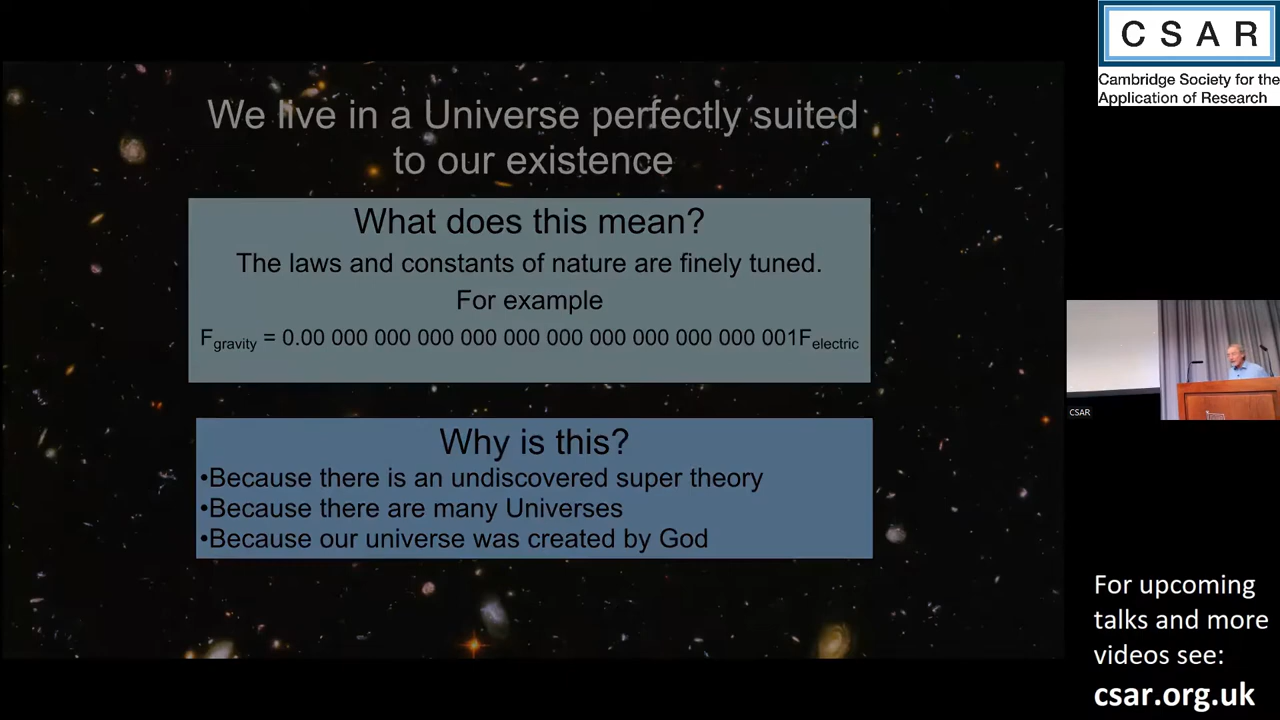 We live in a Universe perfectly suited
to our existence
What does this mean?
The laws and constants of nature are finely tuned.
For example
Fgravity = 0.00 000 000 000 000 000 000 000 000 000 000 001Felectric
Why is this?
•Because there is an undiscovered super theory
•Because there are many Universes
•Because our universe was created by God
CSAR
Cambridge Society for the
Application of Research
CSAR
For upcoming
talks and more
videos see:
csar.org.uk